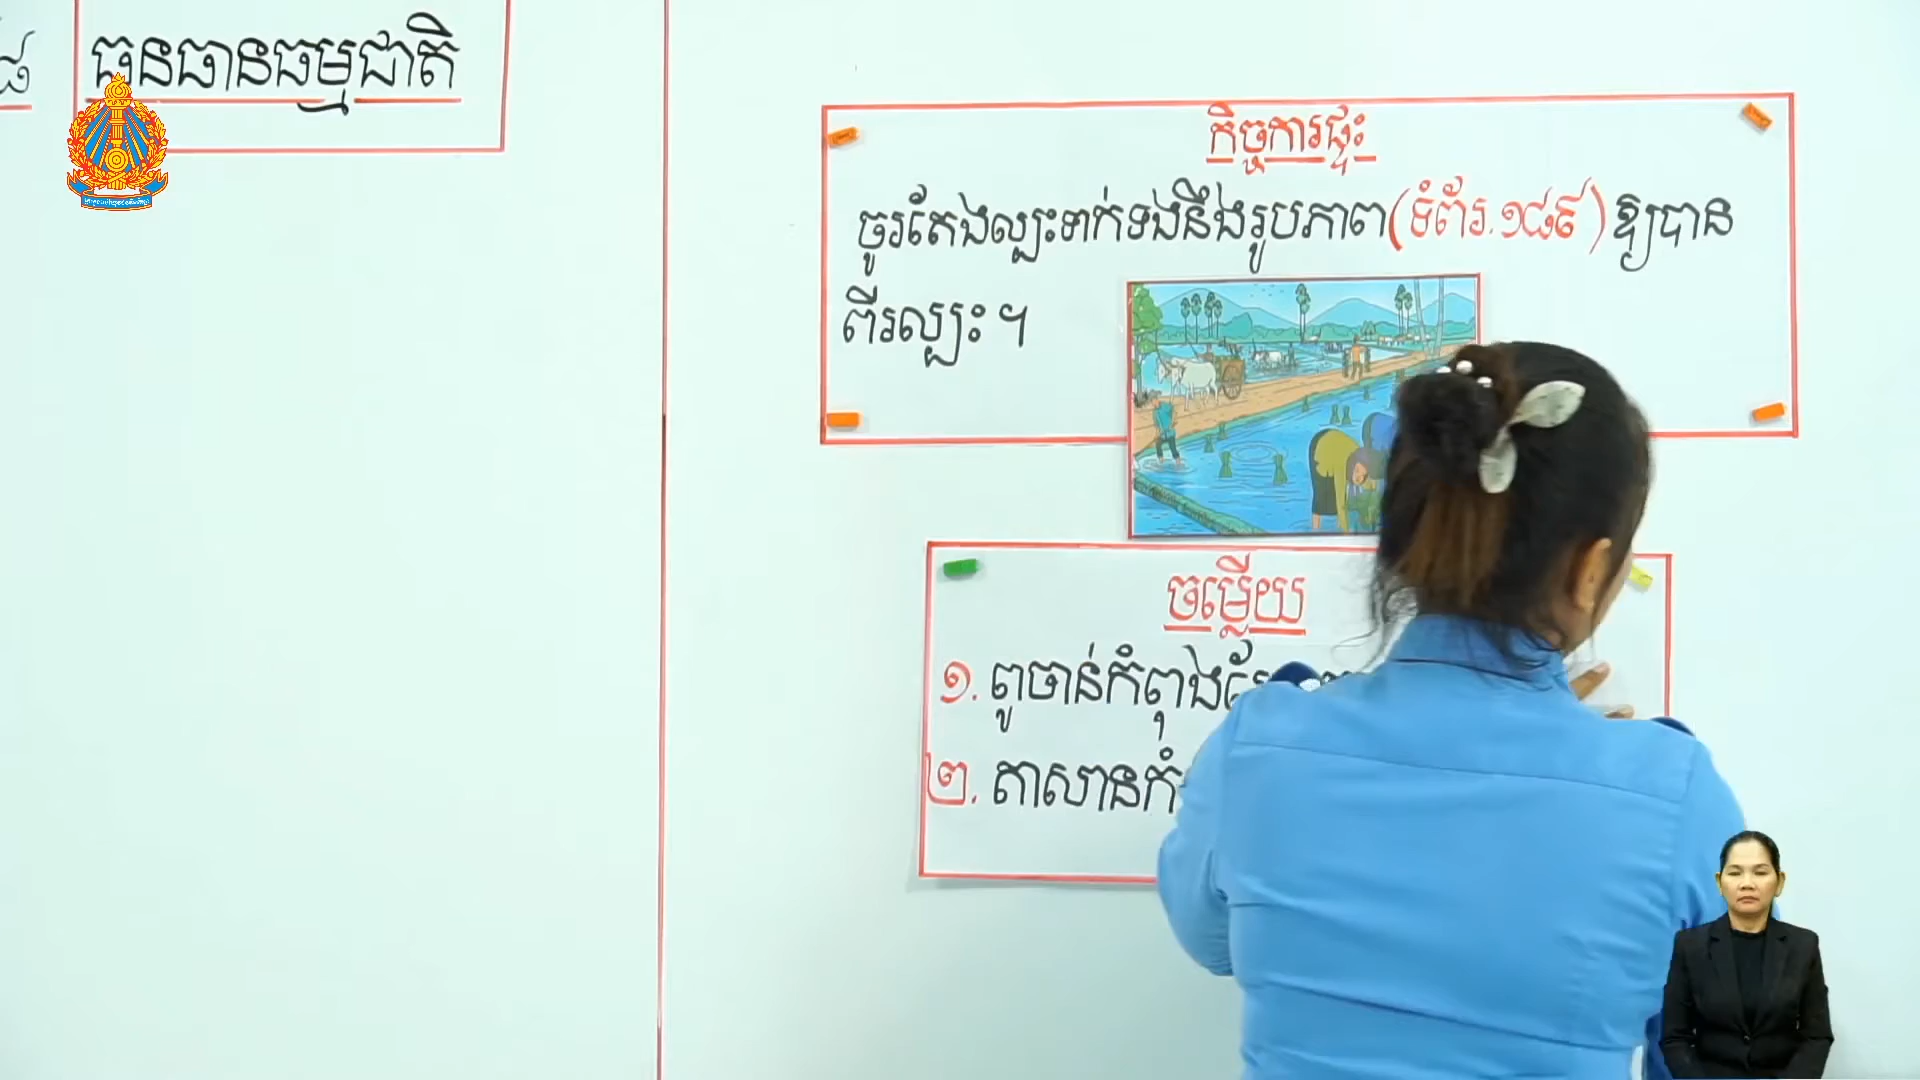 ធនធានធម្មជាតិ
កិច្ចការផ្ទះ
ចូរតែងល្បះទាក់ទងនឹងរូបភាព(ទំព័រ.១៨៩)ឱ្យបាន
ពីរល្បះ ។
ចម្លើយ
១. ពូចាន់កំពុង
២. តាសាន